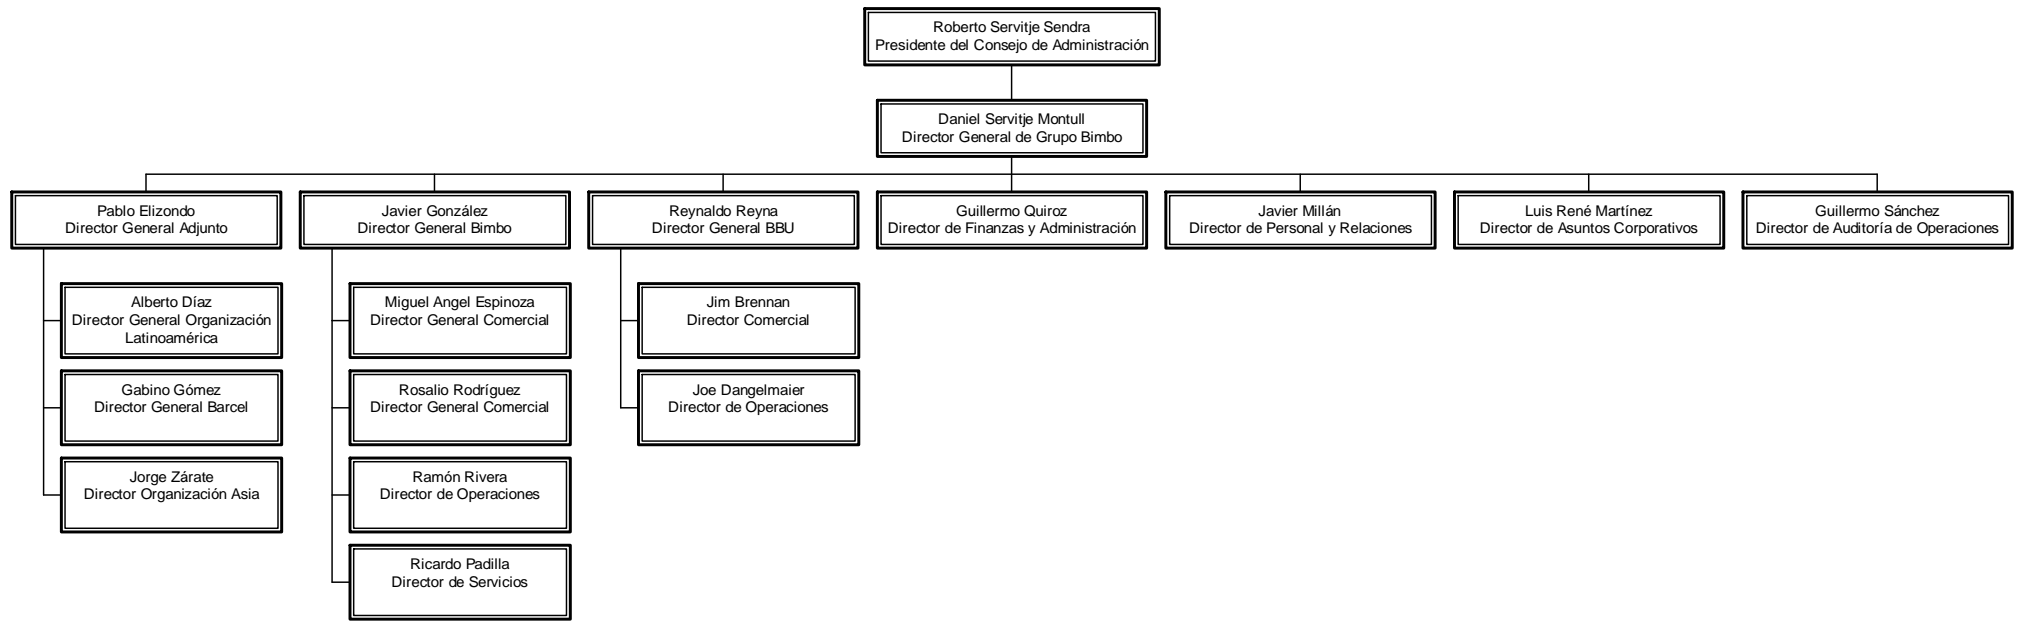 Roberto Servitje Sendra
Presidente del Consejo de Administración
Daniel Servitje Montull
Director General de Grupo Bimbo
Pablo Elizondo
Director General Adjunto
Javier González
Director General Bimbo
Reynaldo Reyna
Director General BBU
Guillermo Quiroz
Director de Finanzas y Administración
Javier Millán
Director de Personal y Relaciones
Luis René Martínez
Director de Asuntos Corporativos
Guillermo Sánchez
Director de Auditoría de Operaciones
Alberto Díaz
Director General Organización
Latinoamérica
Gabino Gómez
Director General Barcel
Jorge Zárate
Director Organización Asia
Miguel Angel Espinoza
Director General Comercial
Rosalio Rodríguez
Director General Comercial
Ramón Rivera
Director de Operaciones
Ricardo Padilla
Director de Servicios
Jim Brennan
Director Comercial
Joe Dangelmaier
Director de Operaciones